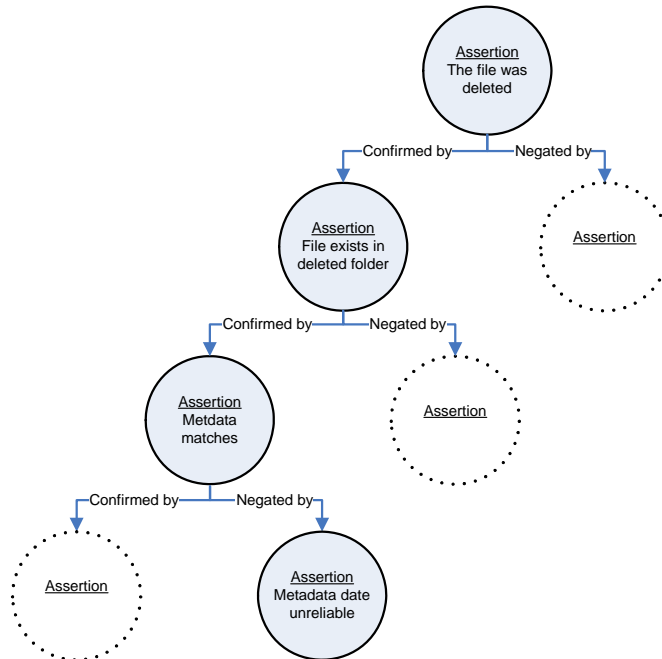 Assertion
The file was
deleted
Confirmed by
Negated by
Assertion
File exists in
deleted folder
Assertion
Confirmed by
Negated by
Assertion
Metdata
matches
Assertion
Confirmed by
Negated by
Assertion
Assertion
Metadata date
unreliable